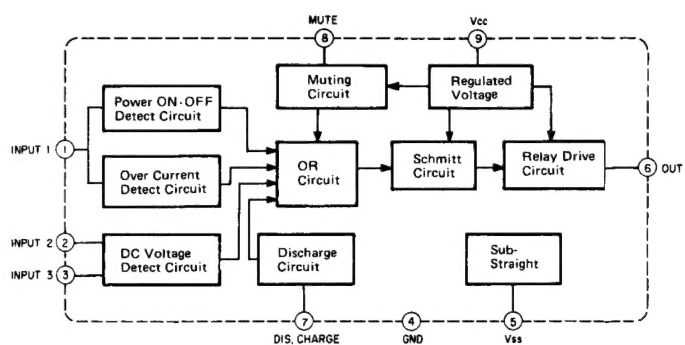 MUTE
Vcc
8
9
Power ON-OFF
Detect Circuit
Muting
Circuit
Regulated
Voltage
INPUT 1
1
Over Current
Detect Circuit
OR
Circuit
Schmitt
Circuit
Relay Drive
Circuit
6
OUT
INPUT 2
2
INPUT 3
3
DC Voltage
Detect Circuit
Discharge
Circuit
Sub-
Straight
7
4
5
DIS. CHARGE
GND
Vss